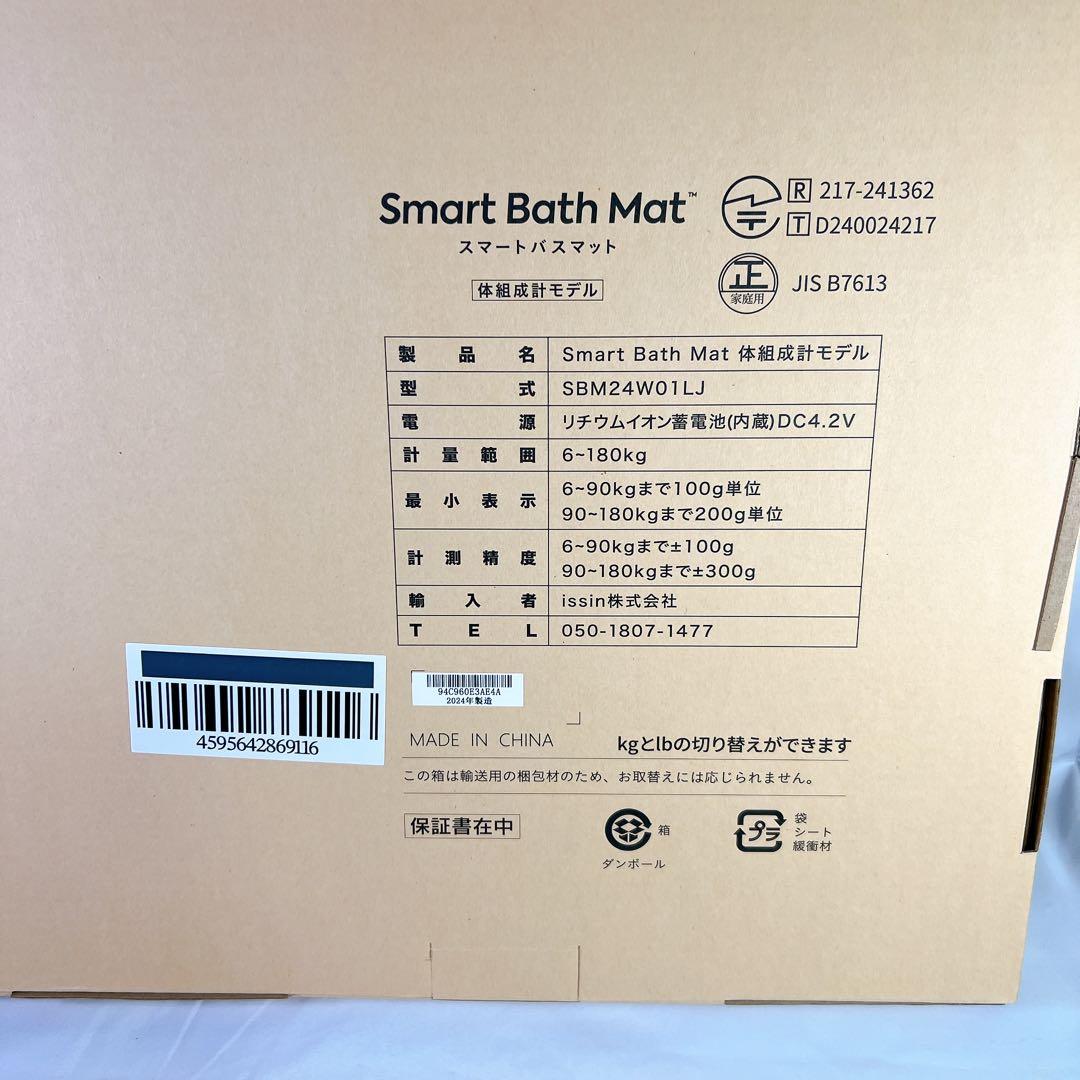 Smart Bath Mat™
スマートバスマット
体組成計モデル
R 217-241362
T D240024217
正
家庭用
JIS B7613
製品名 Smart Bath Mat 体組成計モデル
型式 SBM24W01LJ
電源 リチウムイオン蓄電池(内蔵)DC4.2V
計量範囲 6~180kg
最小表示 6~90kgまで100g単位
90~180kgまで200g単位
計測精度 6~90kgまで±100g
90~180kgまで±300g
輸入者 issin株式会社
TEL 050-1807-1477
4595642869116
94C960E3AE4A
2024年製造
MADE IN CHINA
kgとlbの切り替えができます
この箱は輸送用の梱包材のため、お取替えには応じられません。
保証書在中
箱
ダンボール
プラ
袋
シート
緩衝材